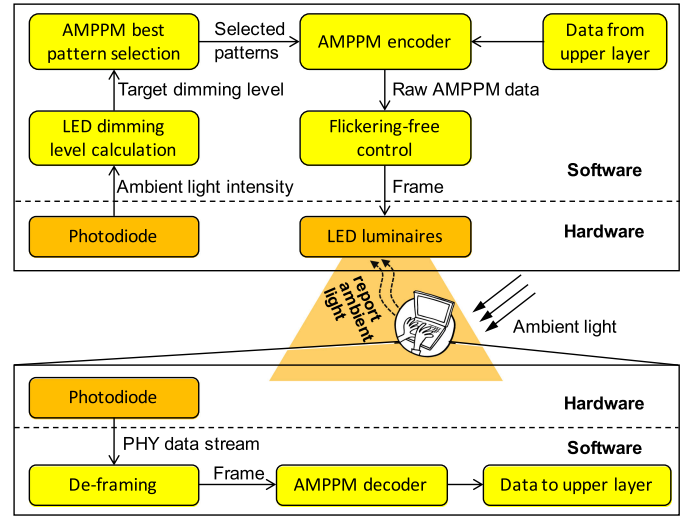 AMPPM best
pattern selection
Selected
patterns
AMPPM encoder
Data from
upper layer
Target dimming level
Raw AMPPM data
LED dimming
level calculation
Flickering-free
control
Software
Ambient light intensity
Frame
Photodiode
LED luminaires
Hardware
report
ambient
light
Ambient light
Photodiode
Hardware
PHY data stream
Software
De-framing
Frame
AMPPM decoder
Data to upper layer